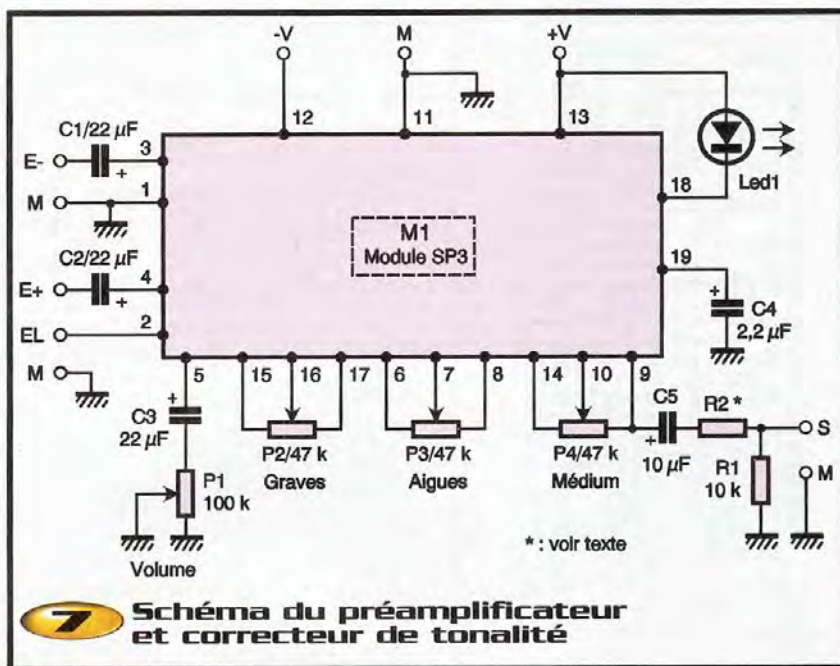 -V M +V
12 11 13
C1/22 µF
E- + 3
M 1
C2/22 µF
E+ + 4
EL 2
M
M1
Module SP3
18 Led1
19
+ C4
2,2 µF
5 15 16 17 6 7 8 14 10 9
+ C3
22 µF
P1
100 k
Volume
P2/47 k
Graves
P3/47 k
Aigues
P4/47 k
Médium
C5
+
10 µF
R2 *
R1
10 k
S
M
* : voir texte
7 Schéma du préamplificateur
et correcteur de tonalité